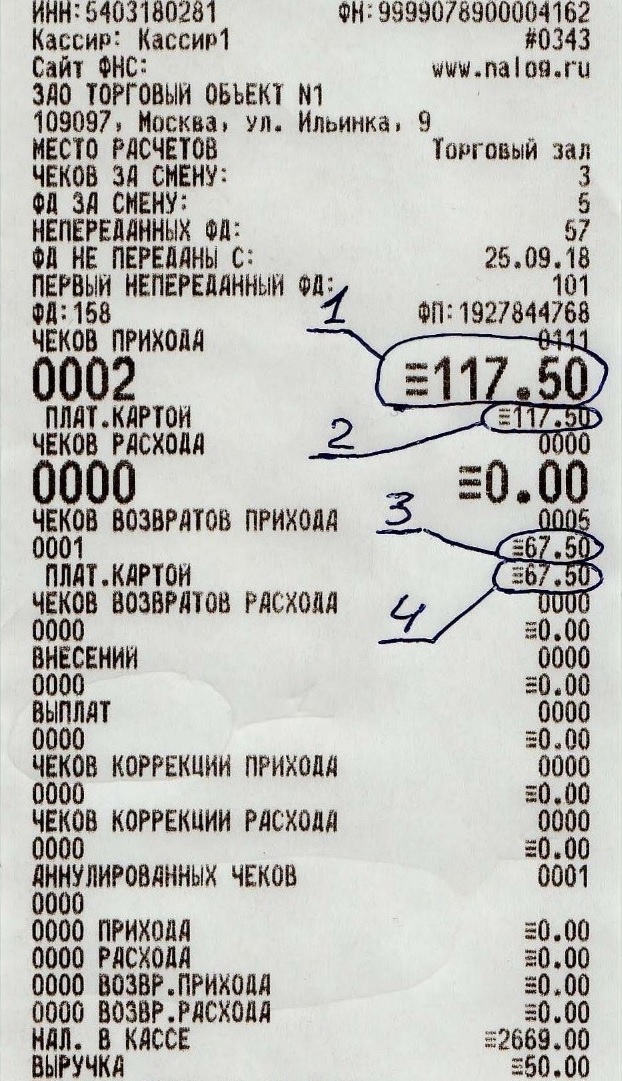 ИНН:5403180281 ФН:9999078900004162
Кассир: Кассир1 #0343
Сайт ФНС: www.nalog.ru
ЗАО ТОРГОВЫЙ ОБЪЕКТ N1
109097, Москва, ул. Ильинка, 9
МЕСТО РАСЧЕТОВ Торговый зал
ЧЕКОВ ЗА СМЕНУ: 3
ФД ЗА СМЕНУ: 5
НЕПЕРЕДАННЫХ ФД: 57
ФД НЕ ПЕРЕДАНЫ С: 25.09.18
ПЕРВЫЙ НЕПЕРЕДАННЫЙ ФД: 101
ФД:158 ФП:1927844768
1
ЧЕКОВ ПРИХОДА 0111
0002 ≡117.50
ПЛАТ.КАРТОЙ ≡117.50
2
ЧЕКОВ РАСХОДА 0000
0000 ≡0.00
3
ЧЕКОВ ВОЗВРАТОВ ПРИХОДА 0005
0001 ≡67.50
ПЛАТ.КАРТОЙ ≡67.50
ЧЕКОВ ВОЗВРАТОВ РАСХОДА 0000
4
0000 ≡0.00
ВНЕСЕНИЙ 0000
0000 ≡0.00
ВЫПЛАТ 0000
0000 ≡0.00
ЧЕКОВ КОРРЕКЦИИ ПРИХОДА 0000
0000 ≡0.00
ЧЕКОВ КОРРЕКЦИИ РАСХОДА 0000
0000 ≡0.00
АННУЛИРОВАННЫХ ЧЕКОВ 0001
0000
0000 ПРИХОДА ≡0.00
0000 РАСХОДА ≡0.00
0000 ВОЗВР.ПРИХОДА ≡0.00
0000 ВОЗВР.РАСХОДА ≡0.00
НАЛ. В КАССЕ ≡2669.00
ВЫРУЧКА ≡50.00